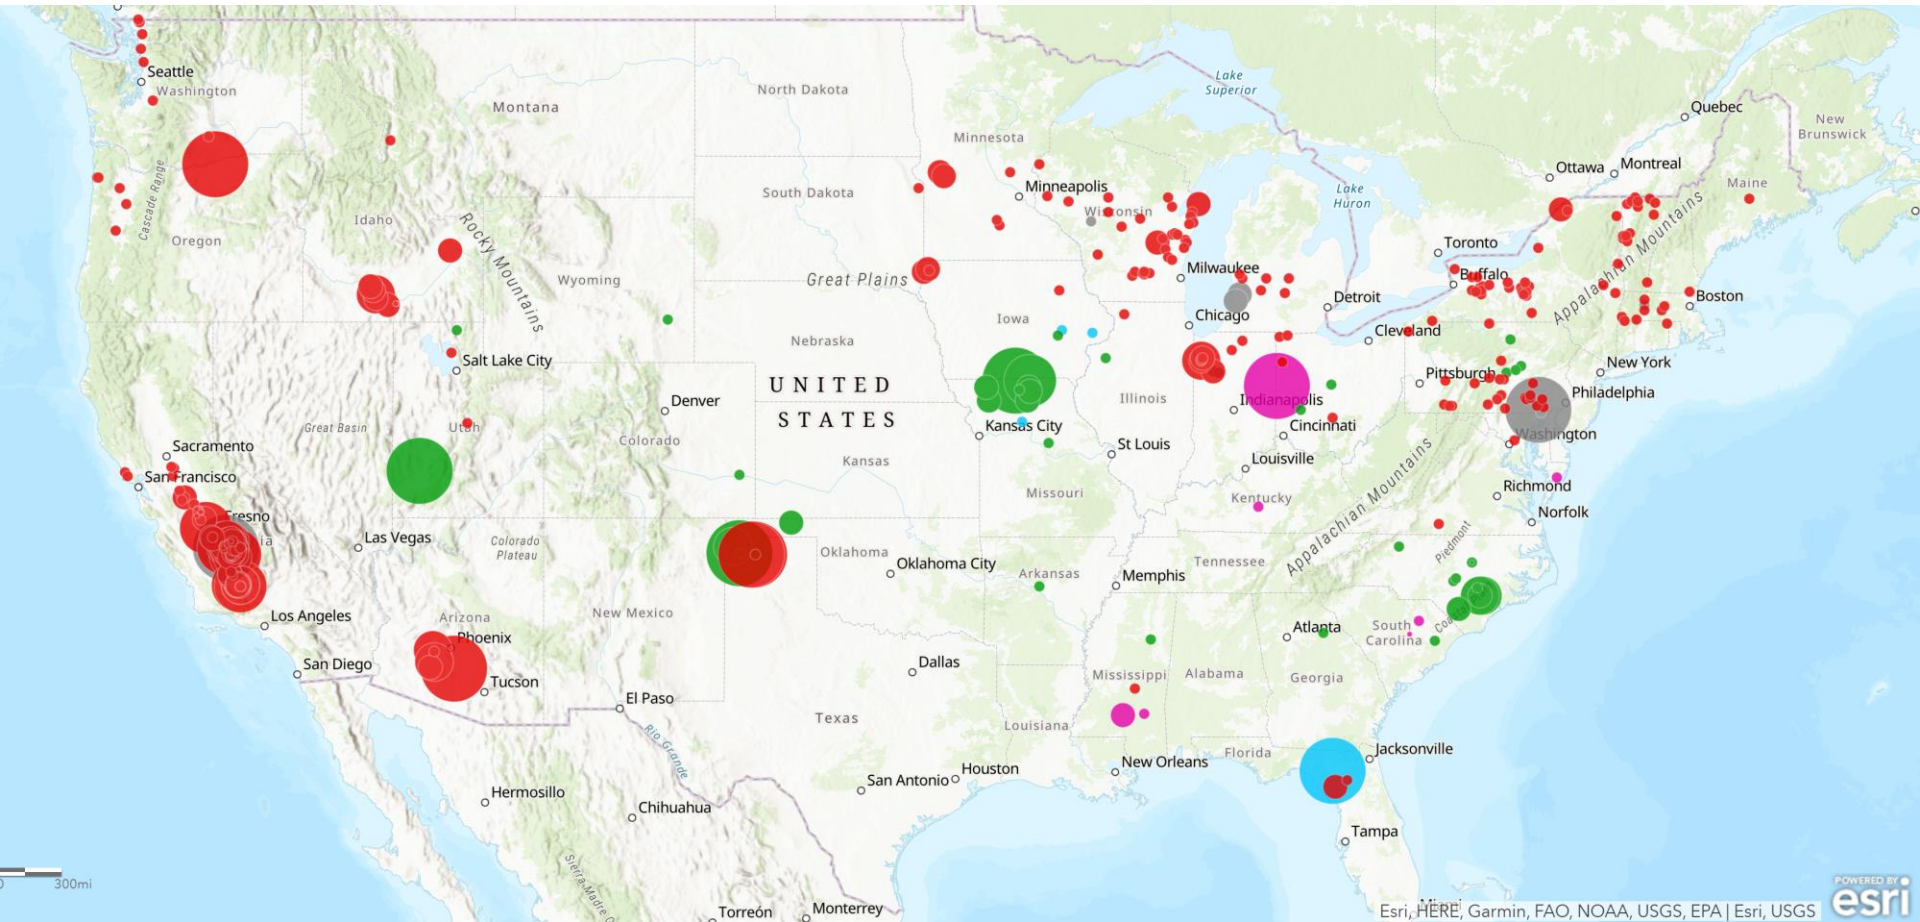 Quebec
New
Brunswick
Seattle
Washington
North Dakota
Montana
Lake
Superior
Minnesota
Ottawa
Montreal
Maine
Minneapolis
South Dakota
Lake
Huron
Wisconsin
Cascade Range
Idaho
Oregon
Rocky Mountains
Wyoming
Great Plains
Toronto
Milwaukee
Buffalo
Appalachian Mountains
Detroit
Boston
Iowa
Chicago
Cleveland
Nebraska
Salt Lake City
New York
Pittsburgh
UNITED
STATES
Denver
Illinois
Indianapolis
Philadelphia
Great Basin
Utah
Colorado
Kansas City
Cincinnati
Washington
Sacramento
San Francisco
Kansas
St Louis
Louisville
Appalachian Mountains
Missouri
Kentucky
Richmond
Norfolk
Fresno
Las Vegas
Colorado
Plateau
Oklahoma
Oklahoma City
Arkansas
Memphis
Tennessee
Piedmont
Los Angeles
Arizona
New Mexico
Phoenix
Atlanta
South
Carolina
San Diego
Tucson
Dallas
Mississippi
Alabama
Georgia
El Paso
Texas
Louisiana
Rio Grande
Florida
Jacksonville
New Orleans
San Antonio
Houston
Hermosillo
Chihuahua
Tampa
Sierra Madre
300mi
Torreón
Monterrey
POWERED BY
esri
Esri, HERE, Garmin, FAO, NOAA, USGS, EPA | Esri, USGS